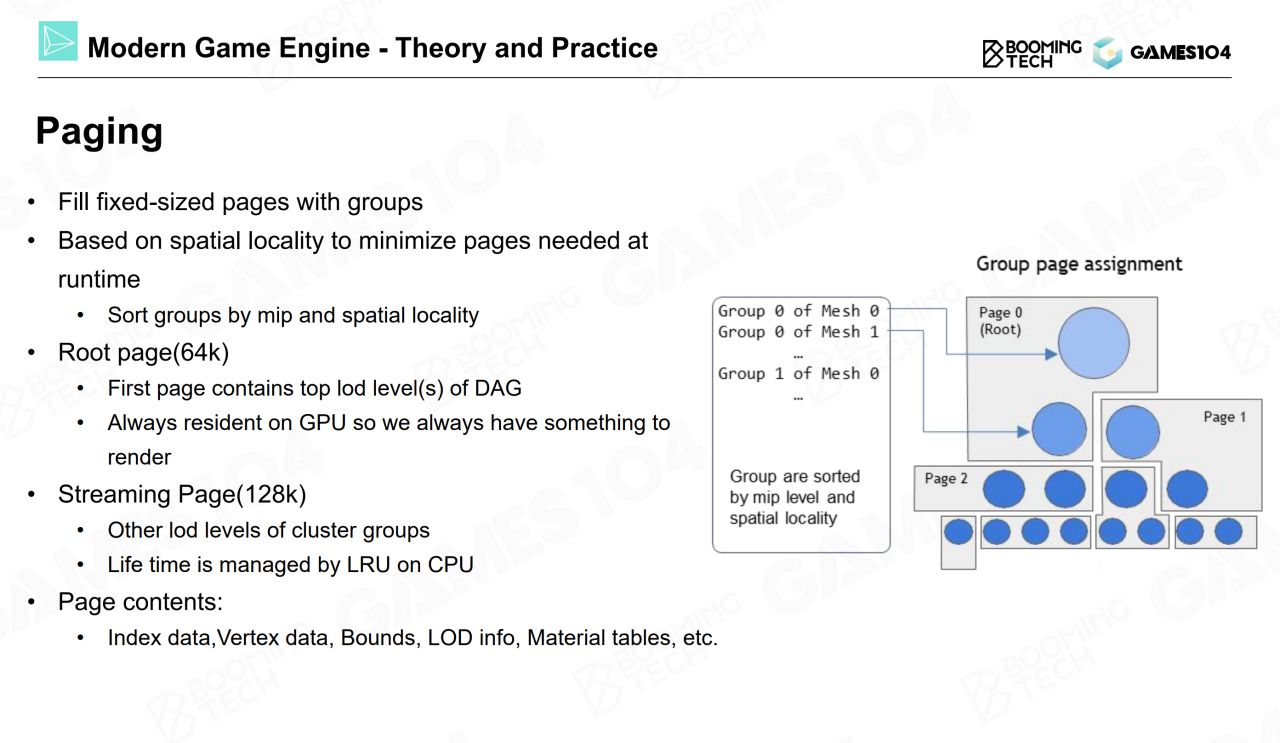 Modern Game Engine - Theory and Practice
BOOMING
TECH
GAMES104
Paging
• Fill fixed-sized pages with groups
• Based on spatial locality to minimize pages needed at
runtime
• Sort groups by mip and spatial locality
• Root page(64k)
• First page contains top lod level(s) of DAG
• Always resident on GPU so we always have something to
render
• Streaming Page(128k)
• Other lod levels of cluster groups
• Life time is managed by LRU on CPU
• Page contents:
• Index data,Vertex data, Bounds, LOD info, Material tables, etc.
Group page assignment
Group 0 of Mesh 0
Group 0 of Mesh 1
…
Group 1 of Mesh 0
…
Group are sorted
by mip level and
spatial locality
Page 0
(Root)
Page 1
Page 2